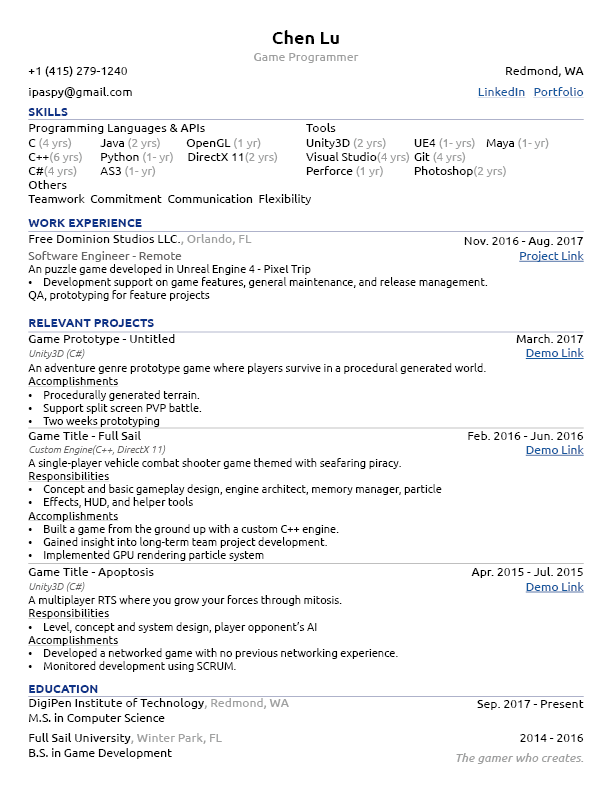 Chen Lu
Game Programmer
+1 (415) 279-1240 Redmond, WA
ipaspy@gmail.com LinkedIn Portfolio
SKILLS
Programming Languages & APIs Tools
C (4 yrs) Java (2 yrs) OpenGL (1 yr) Unity3D (2 yrs) UE4 (1- yrs) Maya (1- yr)
C++(6 yrs) Python (1- yr) DirectX 11(2 yrs) Visual Studio(4 yrs) Git (4 yrs)
C#(4 yrs) AS3 (1- yr) Perforce (1 yr) Photoshop(2 yrs)
Others
Teamwork Commitment Communication Flexibility
WORK EXPERIENCE
Free Dominion Studios LLC., Orlando, FL Nov. 2016 - Aug. 2017
Software Engineer - Remote Project Link
An puzzle game developed in Unreal Engine 4 - Pixel Trip
• Development support on game features, general maintenance, and release management.
QA, prototyping for feature projects
RELEVANT PROJECTS
Game Prototype - Untitled March. 2017
Unity3D (C#) Demo Link
An adventure genre prototype game where players survive in a procedural generated world.
Accomplishments
• Procedurally generated terrain.
• Support split screen PVP battle.
• Two weeks prototyping
Game Title - Full Sail Feb. 2016 - Jun. 2016
Custom Engine(C++, DirectX 11) Demo Link
A single-player vehicle combat shooter game themed with seafaring piracy.
Responsibilities
• Concept and basic gameplay design, engine architect, memory manager, particle
• Effects, HUD, and helper tools
Accomplishments
• Built a game from the ground up with a custom C++ engine.
• Gained insight into long-term team project development.
• Implemented GPU rendering particle system
Game Title - Apoptosis Apr. 2015 - Jul. 2015
Unity3D (C#) Demo Link
A multiplayer RTS where you grow your forces through mitosis.
Responsibilities
• Level, concept and system design, player opponent's AI
Accomplishments
• Developed a networked game with no previous networking experience.
• Monitored development using SCRUM.
EDUCATION
DigiPen Institute of Technology, Redmond, WA Sep. 2017 - Present
M.S. in Computer Science
Full Sail University, Winter Park, FL 2014 - 2016
B.S. in Game Development
The gamer who creates.